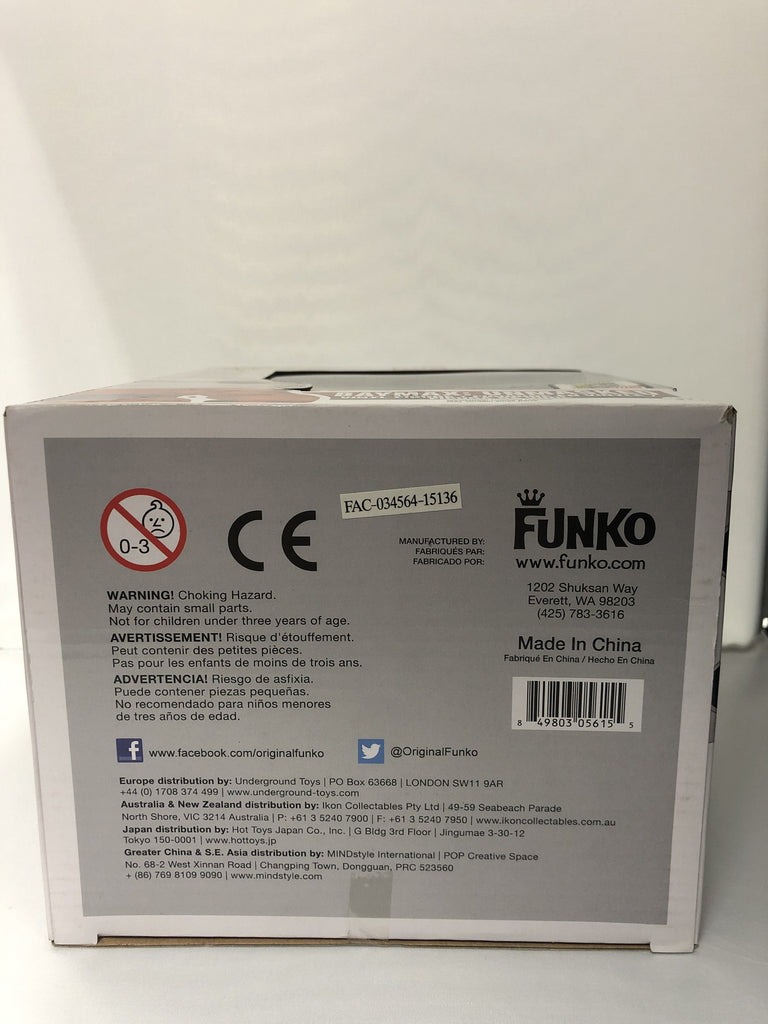 0-3
CE
FAC-034564-15136
MANUFACTURED BY:
FABRIQUÉS PAR:
FABRICADO POR:
FUNKO
www.funko.com
1202 Shuksan Way
Everett, WA 98203
(425) 783-3616
Made In China
Fabriqué En China / Hecho En China
8 49803 05615 5
WARNING! Choking Hazard.
May contain small parts.
Not for children under three years of age.
AVERTISSEMENT! Risque d'étouffement.
Peut contenir des petites pièces.
Pas pour les enfants de moins de trois ans.
ADVERTENCIA! Riesgo de asfixia.
Puede contener piezas pequeñas.
No recomendado para niños menores
de tres años de edad.
f www.facebook.com/originalfunko @OriginalFunko
Europe distribution by: Underground Toys | PO Box 63668 | LONDON SW11 9AR
+44 (0) 1708 374 499 | www.underground-toys.com
Australia & New Zealand distribution by: Ikon Collectables Pty Ltd | 49-59 Seabeach Parade
North Shore, VIC 3214 Australia | P: +61 3 5240 7900 | F: +61 3 5240 7950 | www.ikoncollectables.com.au
Japan distribution by: Hot Toys Japan Co., Inc. | G Bldg 3rd Floor | Jingumae 3-30-12
Tokyo 150-0001 | www.hottoys.jp
Greater China & S.E. Asia distribution by: MINDstyle International | POP Creative Space
No. 68-2 West Xinnan Road | Changping Town, Dongguan, PRC 523560
+ (86) 769 8109 9090 | www.mindstyle.com